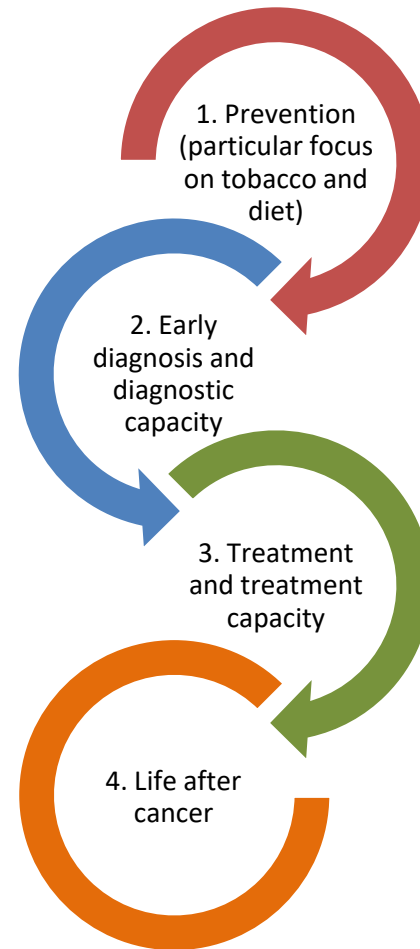 1. Prevention
(particular focus
on tobacco and
diet)
2. Early
diagnosis and
diagnostic
capacity
3. Treatment
and treatment
capacity
4. Life after
cancer